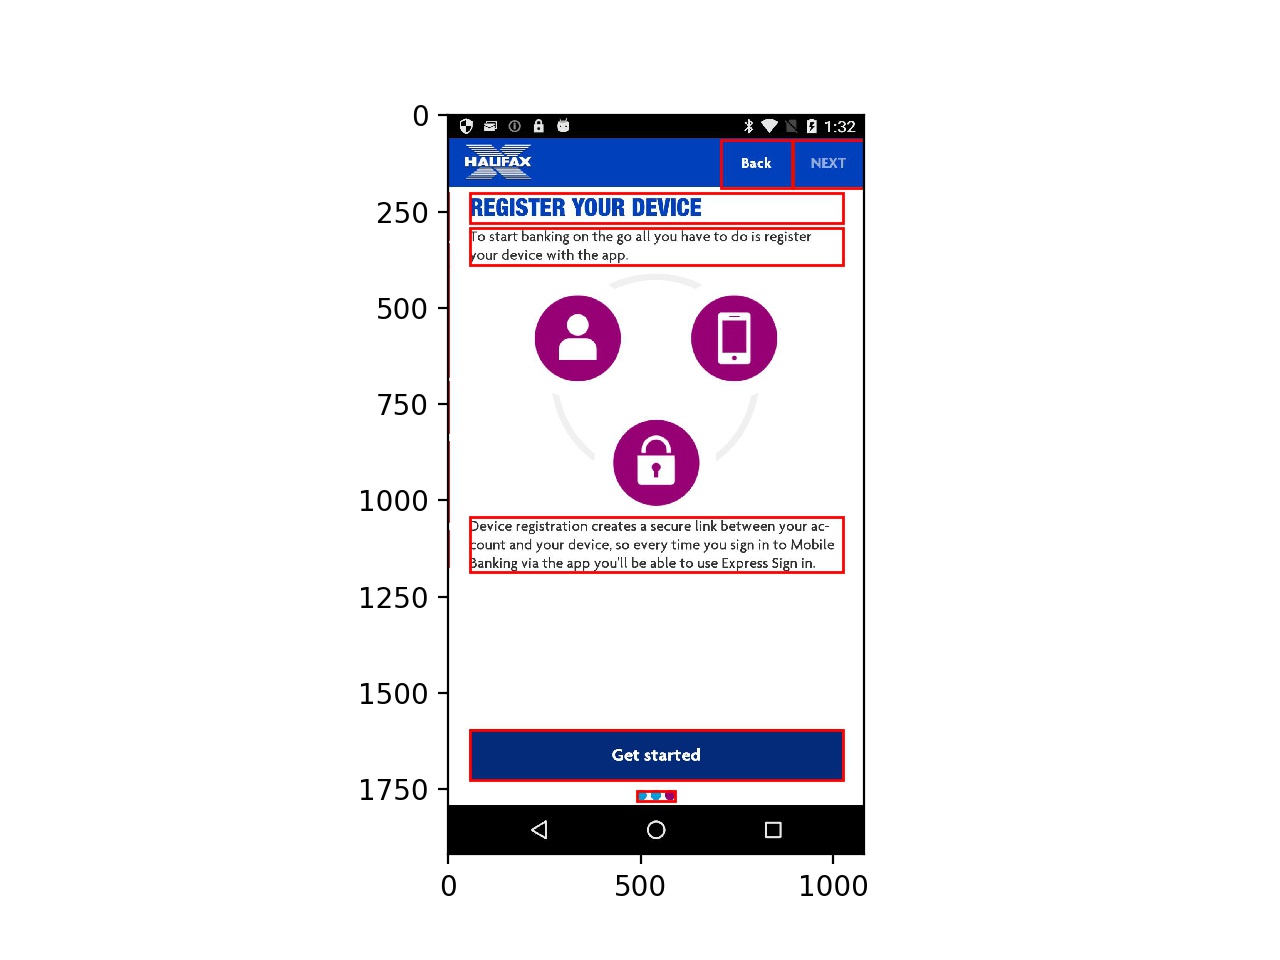 0
1:32
HALIFAX
Back
NEXT
250
REGISTER YOUR DEVICE
To start banking on the go all you have to do is register
your device with the app.
500
750
1000
Device registration creates a secure link between your ac-
count and your device, so every time you sign in to Mobile
Banking via the app you'll be able to use Express Sign in.
1250
1500
Get started
1750
0
500
1000